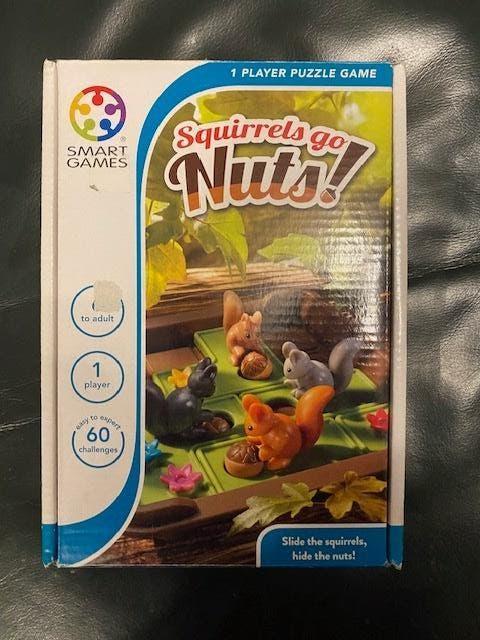 1 PLAYER PUZZLE GAME
SMART
GAMES
Squirrels go
Nuts!
to adult
1
player
easy to expert
60
challenges
Slide the squirrels,
hide the nuts!